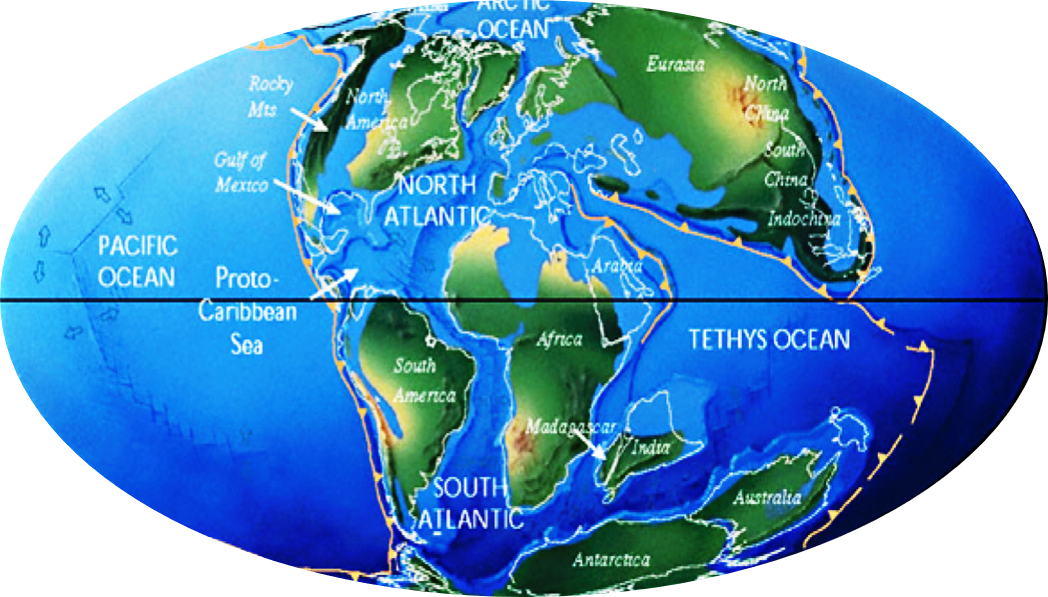 ARCTIC
OCEAN
Eurasia
Rocky
Mts.
North
America
North
China
Gulf of
Mexico
South
China
NORTH
ATLANTIC
Indochina
PACIFIC
OCEAN
Proto-
Caribbean
Sea
Arabia
Africa
TETHYS OCEAN
South
America
Madagascar
India
SOUTH
ATLANTIC
Australia
Antarctica